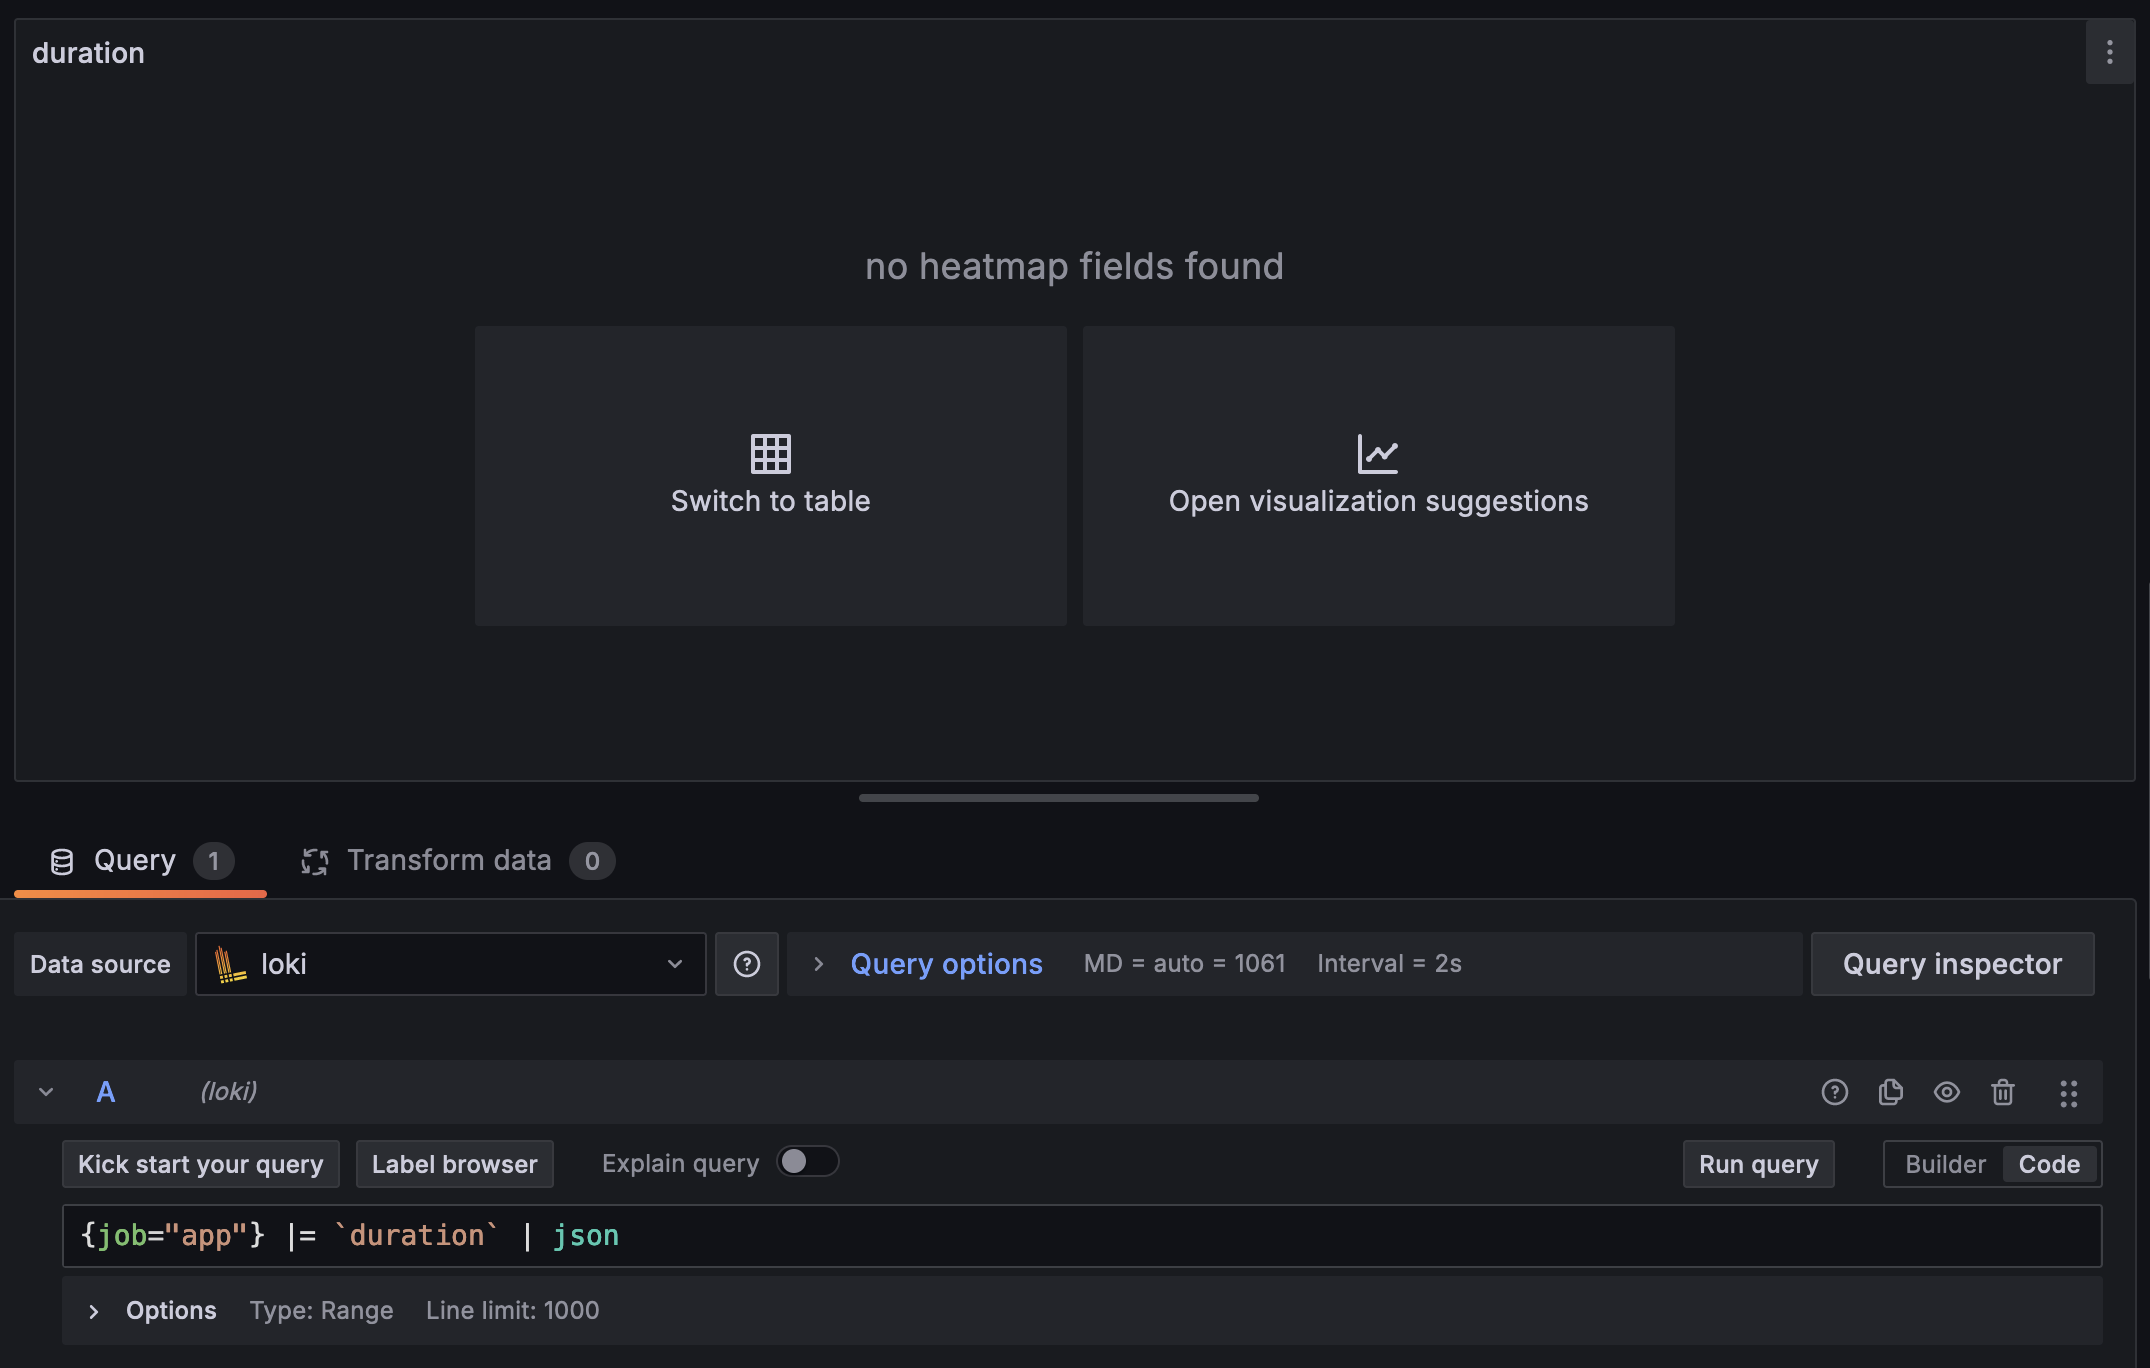 duration
no heatmap fields found
Switch to table
Open visualization suggestions
Query 1
Transform data 0
Data source
loki
Query options MD = auto = 1061 Interval = 2s
Query inspector
A (loki)
Kick start your query
Label browser
Explain query
Run query
Builder
Code
{job="app"} |= `duration` | json
Options Type: Range Line limit: 1000